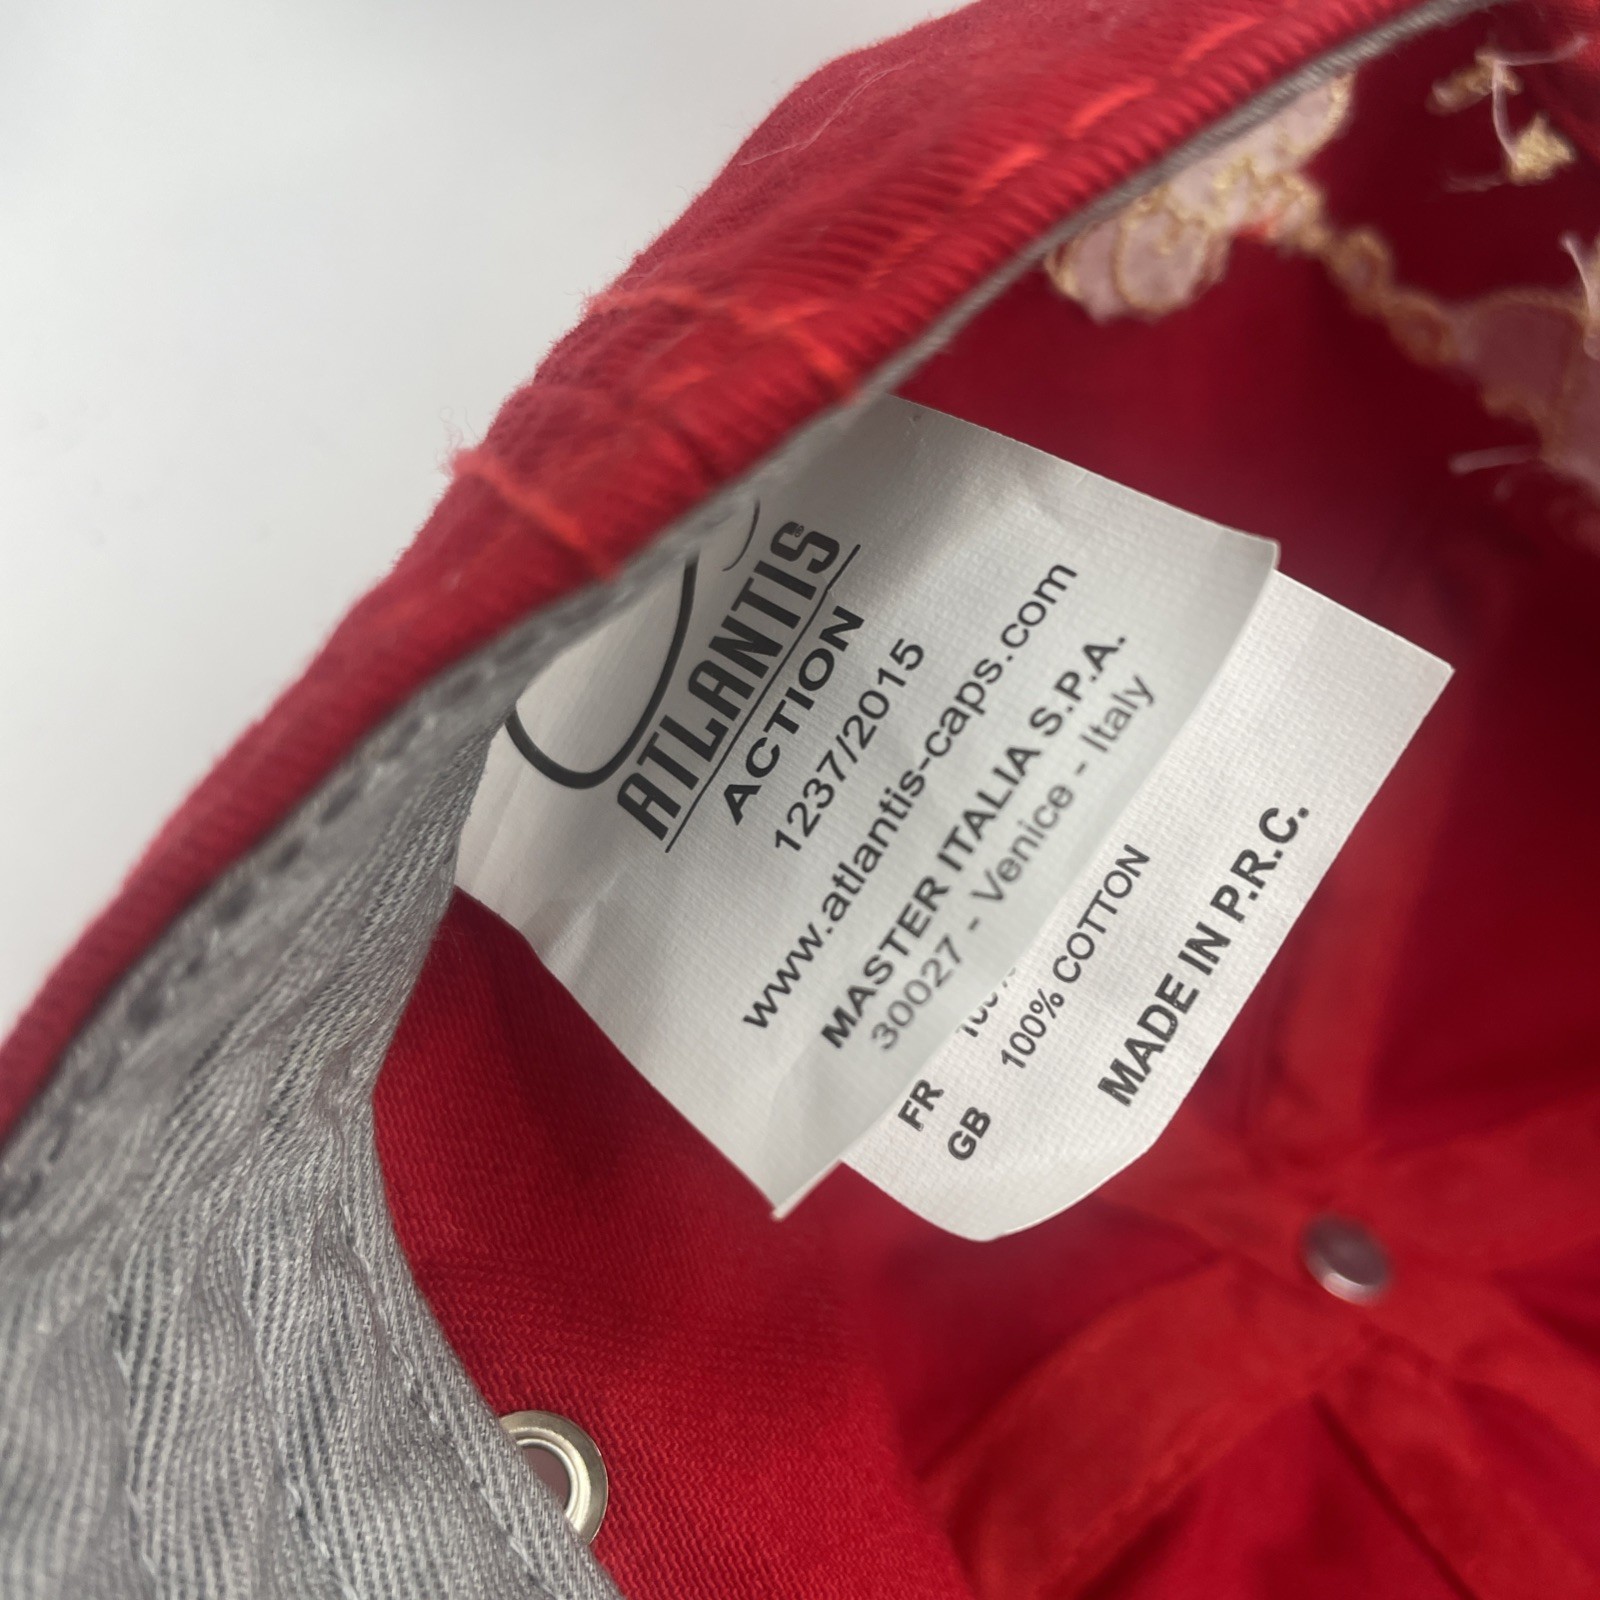 ATLANTIS®
ACTION
1237/2015
www.atlantis-caps.com
MASTER ITALIA S.P.A.
30027 - Venice - Italy
FR
GB 100% COTTON
MADE IN P.R.C.